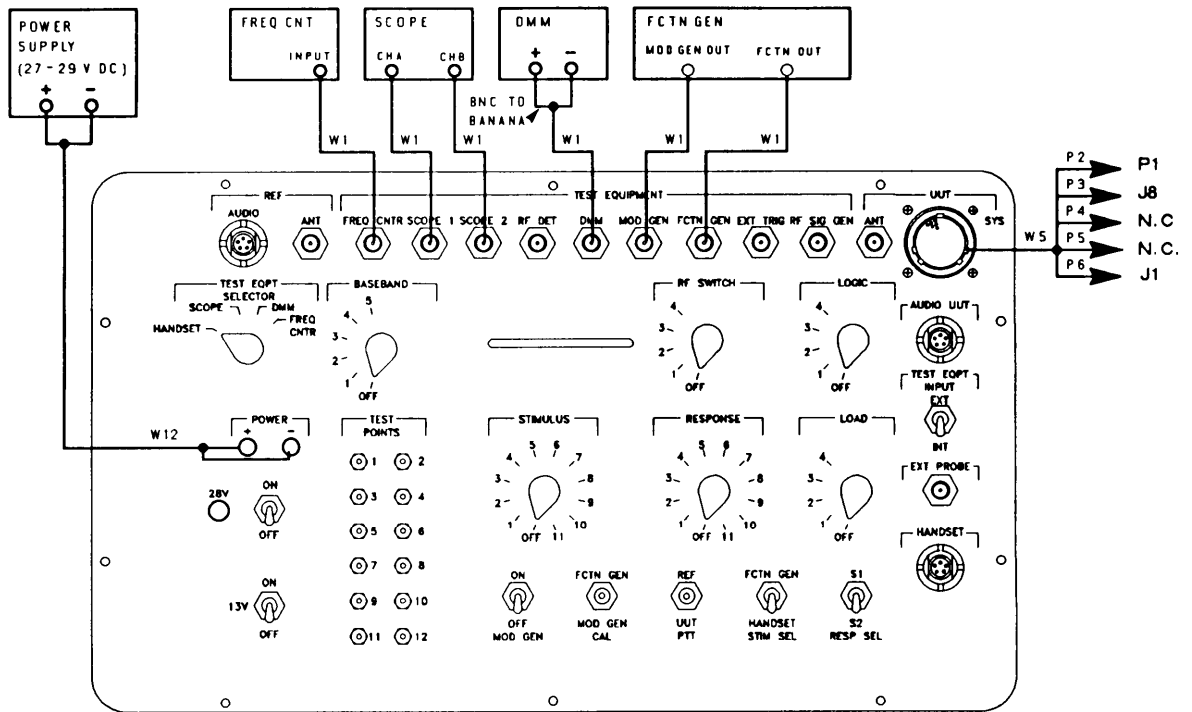 POWER
SUPPLY
(27-29 V DC)
+ -
FREQ CNT
INPUT
SCOPE
CHA CHB
DMM
+ -
FCTN GEN
MOD GEN OUT FCTN OUT
BNC TO
BANANA
W1 W1 W1 W1 W1 W1
P2 P1
P3 J8
P4 N.C
P5 N.C.
P6 J1
W5
REF
TEST EQUIPMENT
UUT
AUDIO
ANT
FREQ CNTR SCOPE 1 SCOPE 2 RF DET DMM MOD GEN FCTN GEN EXT TRIG RF SIG GEN ANT
SYS
TEST EQPT
SELECTOR
SCOPE DMM
HANDSET FREQ
CNTR
BASEBAND
5
4
3
2
1
OFF
RF SWITCH
4
3
2
1
OFF
LOGIC
4
3
2
1
OFF
AUDIO UUT
TEST EQPT
INPUT
EXT
INT
EXT PROBE
HANDSET
W12
POWER
+ -
28V
ON
OFF
13V
ON
OFF
TEST
POINTS
1 2
3 4
5 6
7 8
9 10
11 12
STIMULUS
5 6
4 7
3 8
2 9
1 10
OFF 11
RESPONSE
5 6
4 7
3 8
2 9
1 10
OFF 11
LOAD
4
3
2
1
OFF
ON
OFF
MOD GEN
FCTN GEN
MOD GEN
CAL
REF
UUT
PTT
FCTN GEN
HANDSET
STIM SEL
S1
S2
RESP SEL